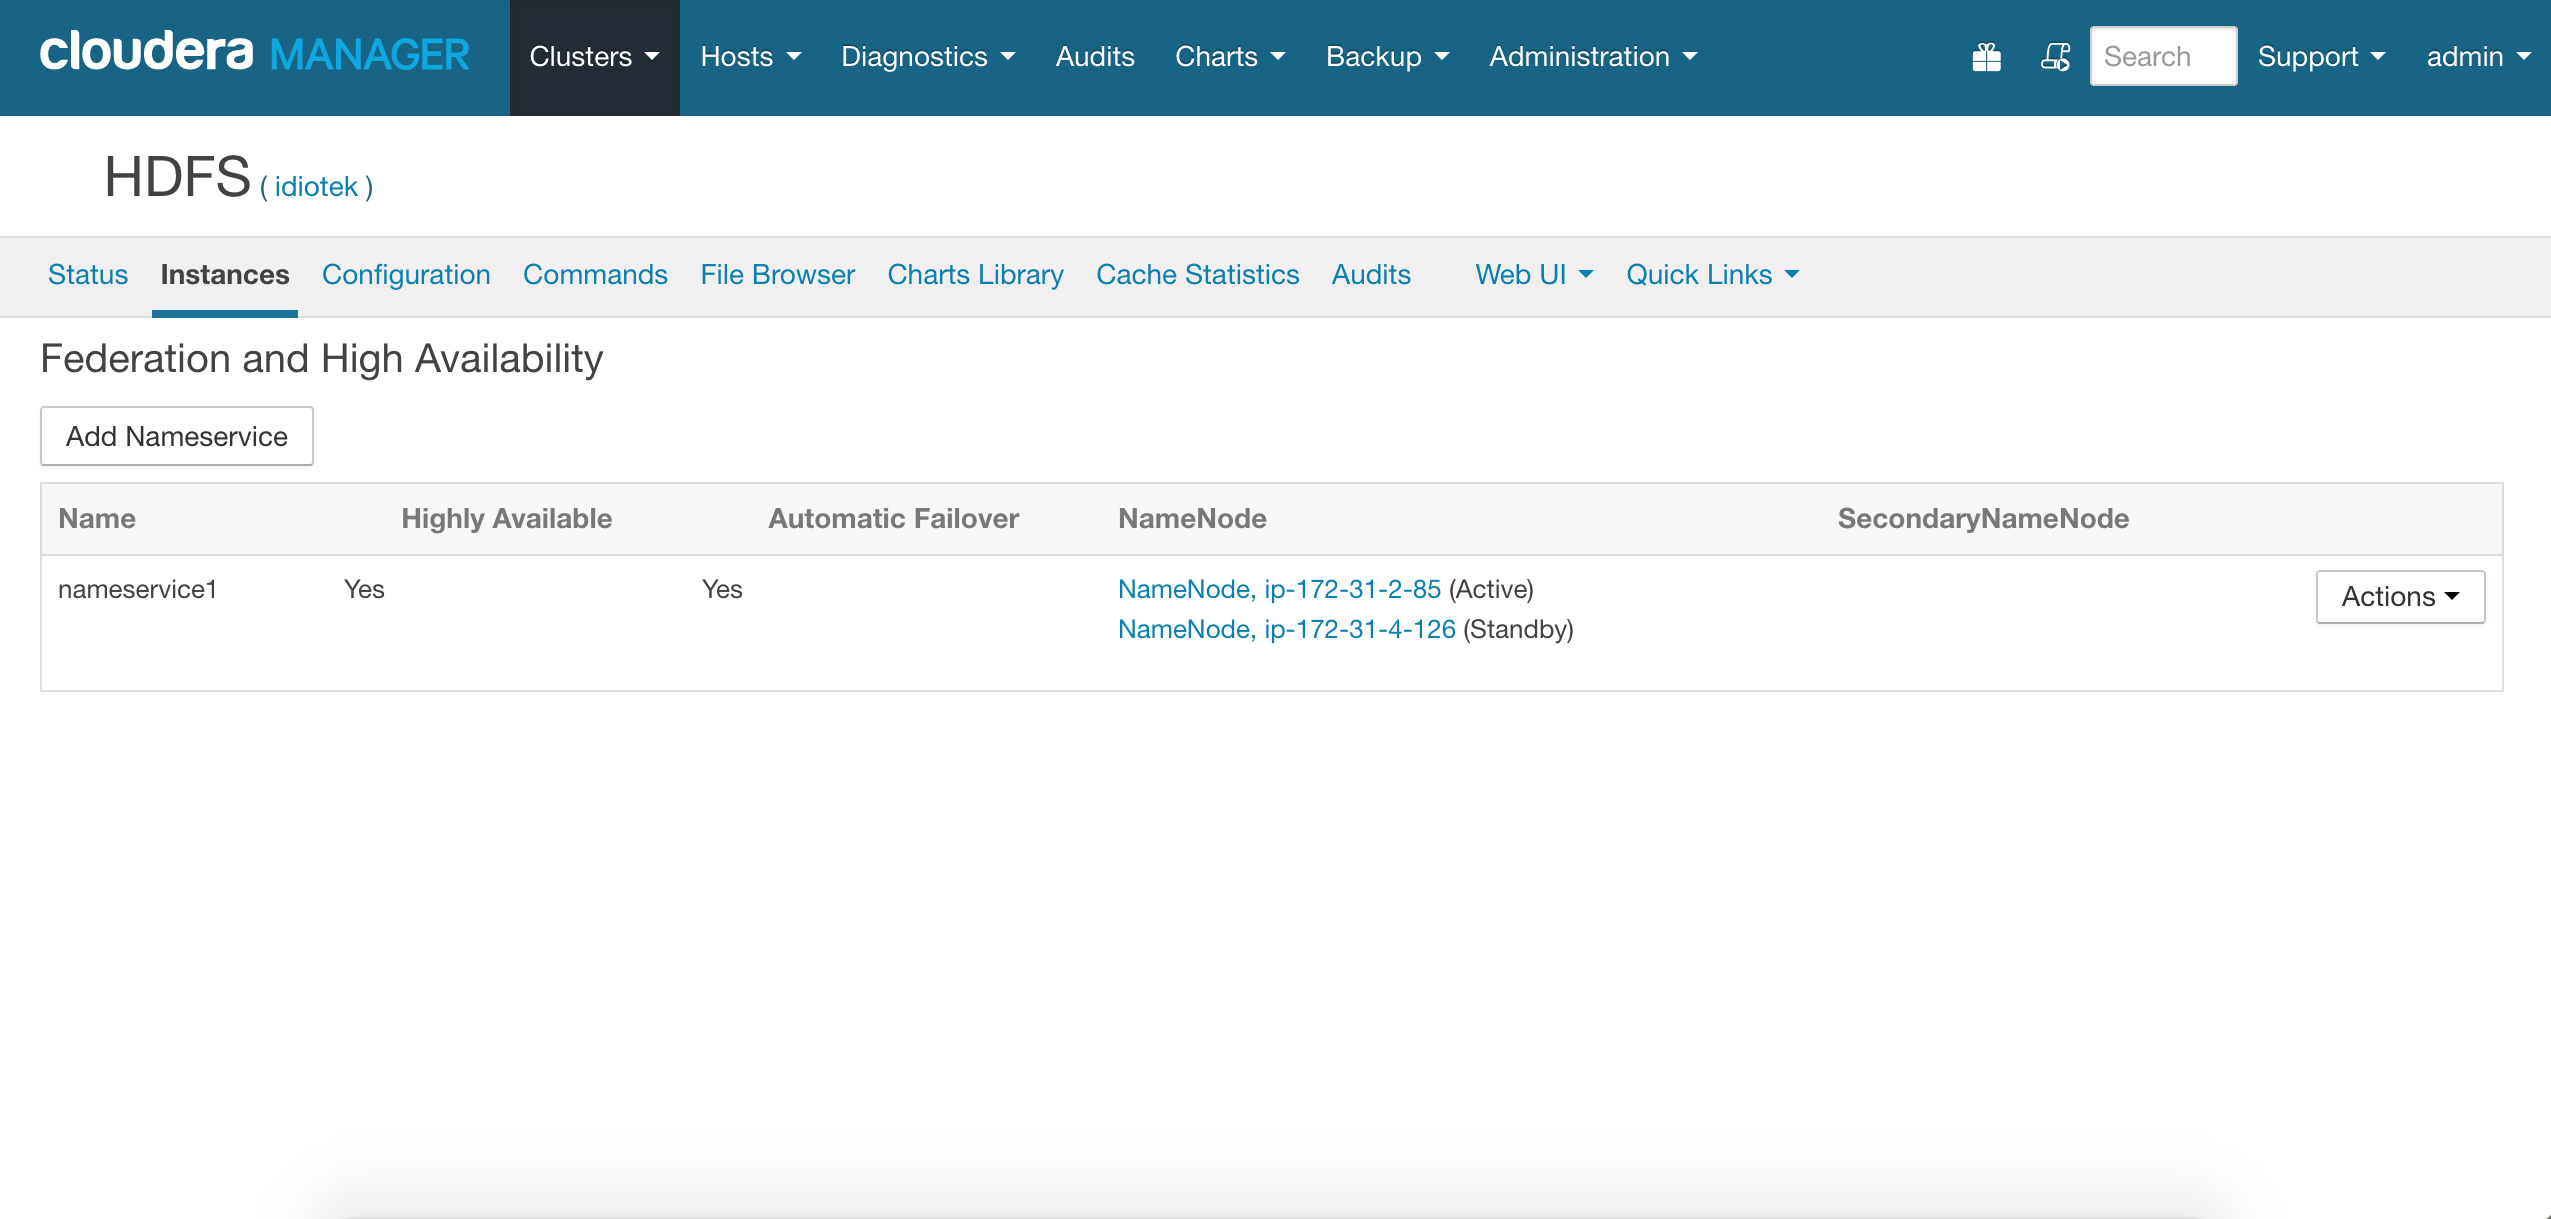 cloudera MANAGER Clusters Hosts Diagnostics Audits Charts Backup Administration Search Support admin
HDFS ( idiotek )
Status Instances Configuration Commands File Browser Charts Library Cache Statistics Audits Web UI Quick Links
Federation and High Availability
Add Nameservice
Name Highly Available Automatic Failover NameNode SecondaryNameNode
nameservice1 Yes Yes NameNode, ip-172-31-2-85 (Active) Actions
NameNode, ip-172-31-4-126 (Standby)